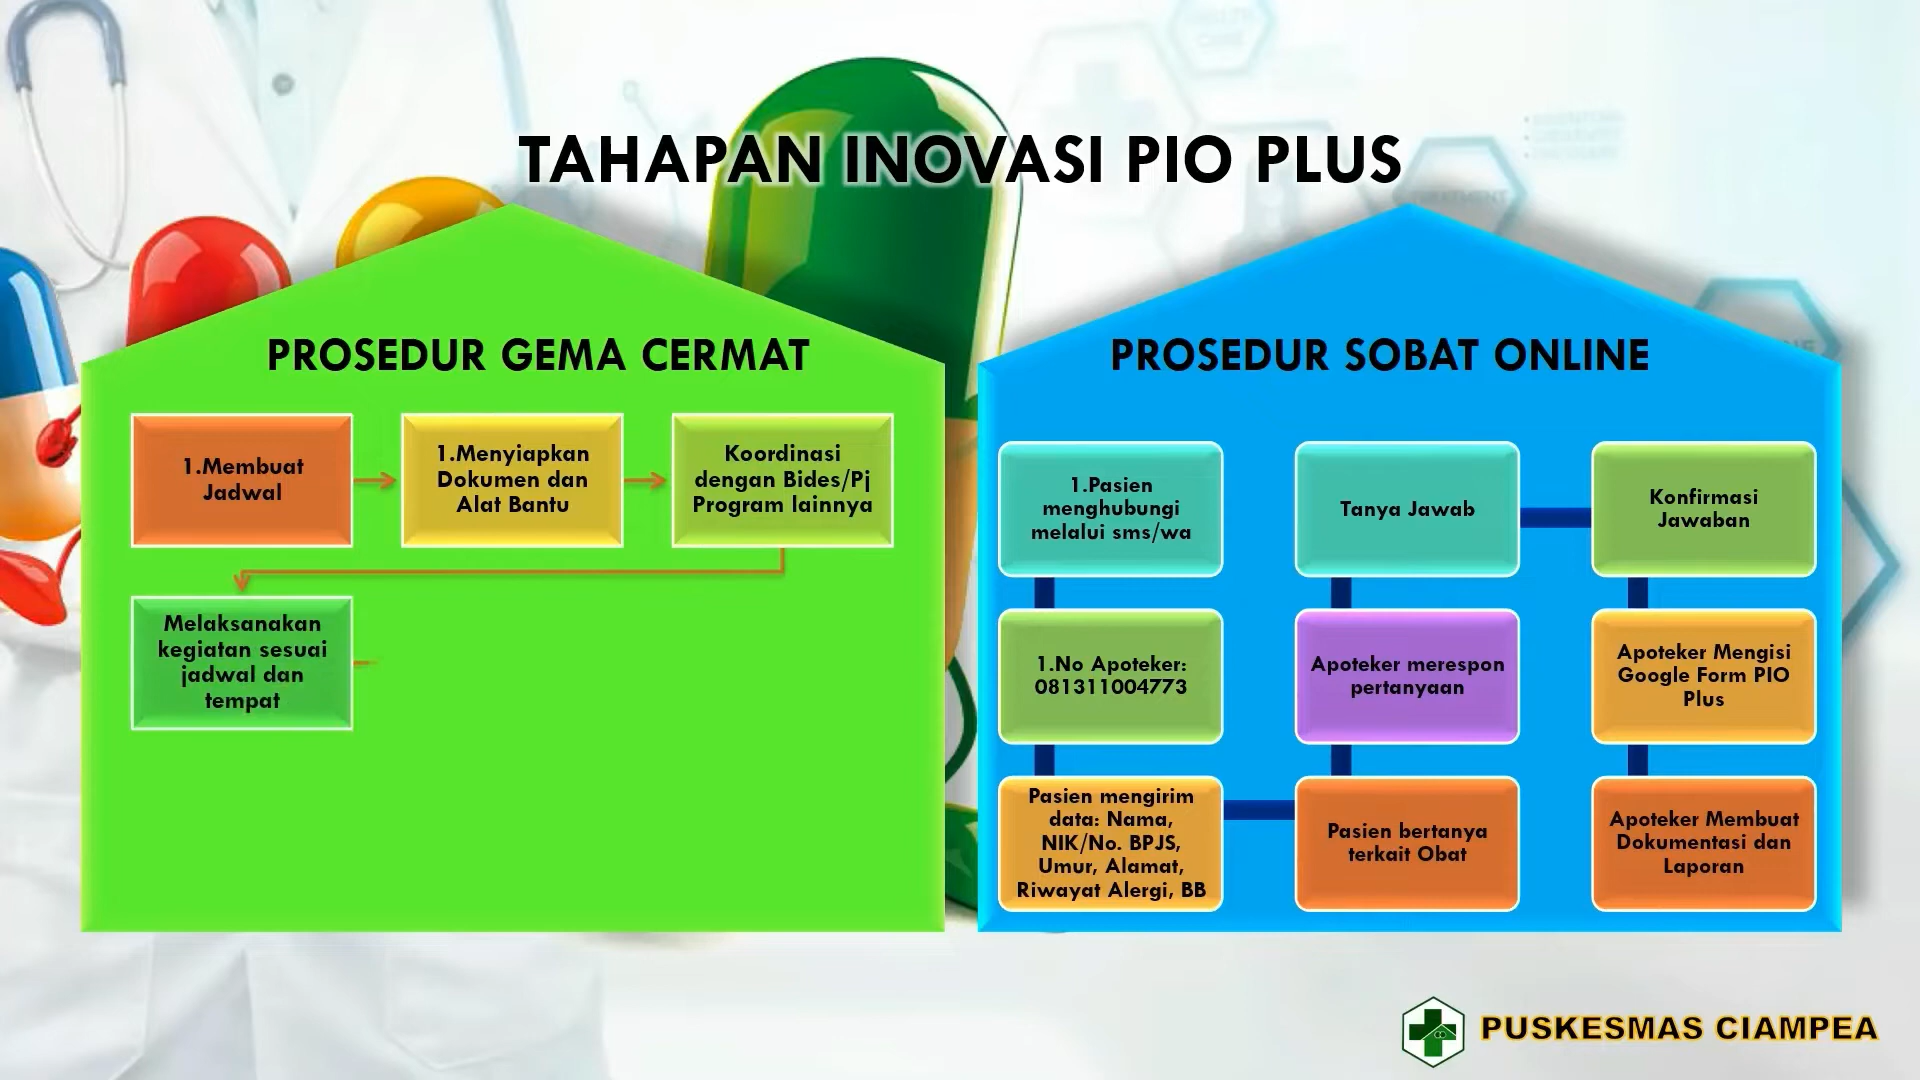 TAHAPAN INOVASI PIO PLUS
PROSEDUR GEMA CERMAT
1.Membuat
Jadwal
1.Menyiapkan
Dokumen dan
Alat Bantu
Koordinasi
dengan Bides/Pj
Program lainnya
Melaksanakan
kegiatan sesuai
jadwal dan
tempat
PROSEDUR SOBAT ONLINE
1.Pasien
menghubungi
melalui sms/wa
1.No Apoteker:
081311004773
Pasien mengirim
data: Nama,
NIK/No. BPJS,
Umur, Alamat,
Riwayat Alergi, BB
Pasien bertanya
terkait Obat
Apoteker merespon
pertanyaan
Tanya Jawab
Konfirmasi
Jawaban
Apoteker Mengisi
Google Form PIO
Plus
Apoteker Membuat
Dokumentasi dan
Laporan
PUSKESMAS CIAMPEA